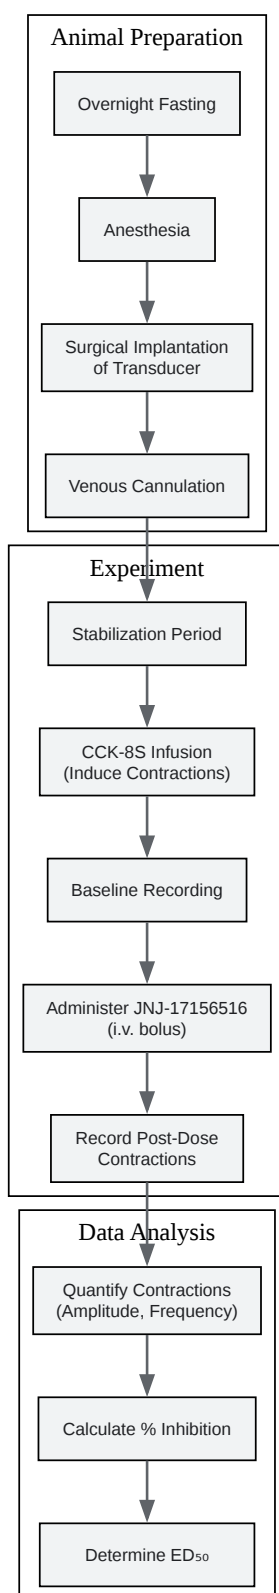 Animal Preparation
Overnight Fasting
Anesthesia
Surgical Implantation
of Transducer
Venous Cannulation
Experiment
Stabilization Period
CCK-8S Infusion
(Induce Contractions)
Baseline Recording
Administer JNJ-17156516
(i.v. bolus)
Record Post-Dose
Contractions
Data Analysis
Quantify Contractions
(Amplitude, Frequency)
Calculate % Inhibition
Determine ED₅₀